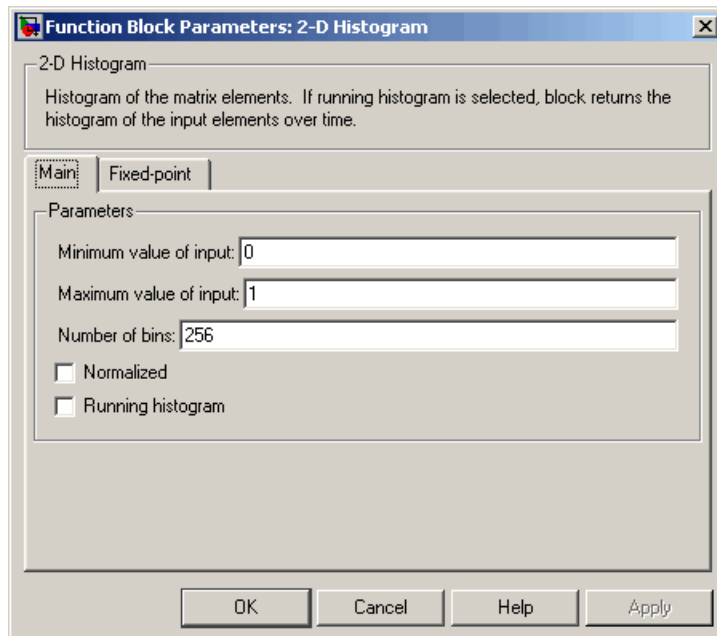 Function Block Parameters: 2-D Histogram
2-D Histogram
Histogram of the matrix elements. If running histogram is selected, block returns the
histogram of the input elements over time.
Main Fixed-point
Parameters
Minimum value of input: 0
Maximum value of input: 1
Number of bins: 256
Normalized
Running histogram
OK Cancel Help Apply